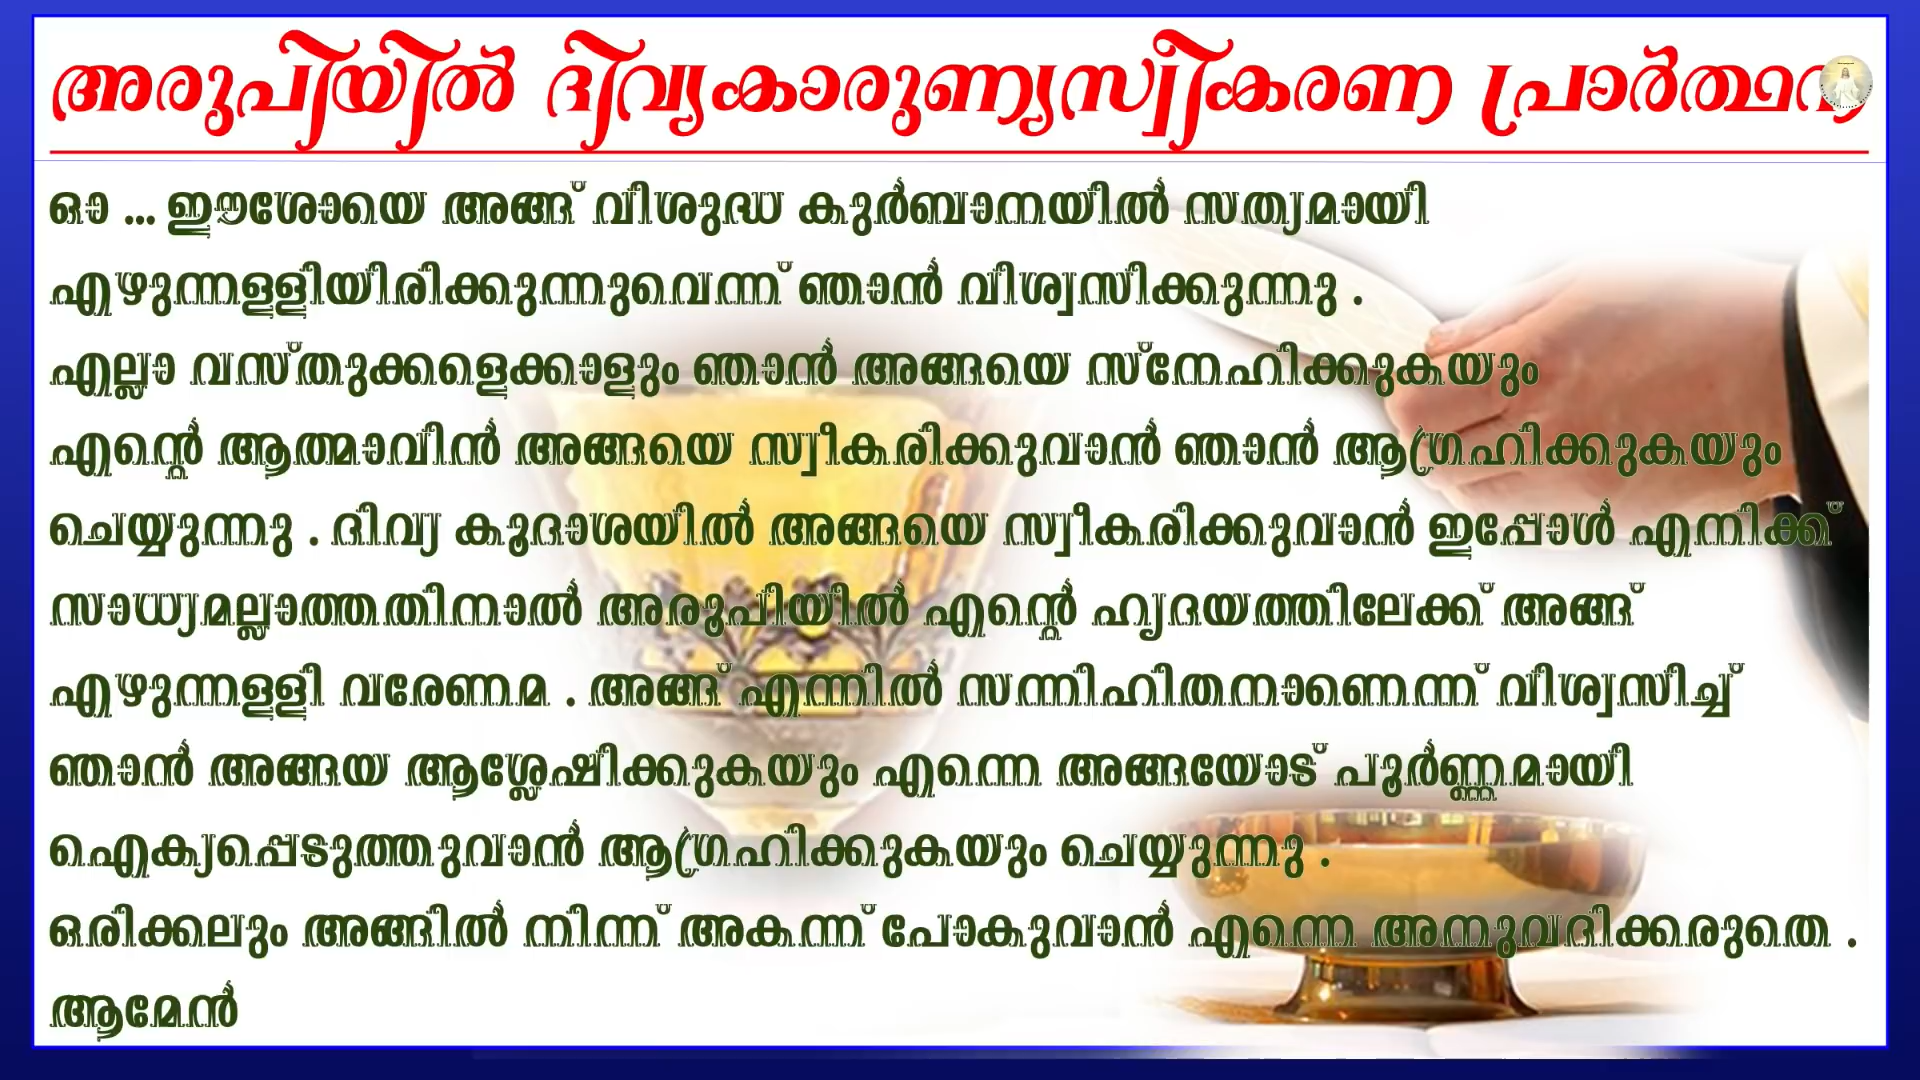 അരൂപിയിൽ ദിവ്യകാരുണ്യസ്വീകരണ പ്രാർത്ഥന
ഓ ... ഈശോയെ അങ്ങ് വിശുദ്ധ കുർബാനയിൽ സത്യമായി
എഴുന്നളളിയിരിക്കുന്നുവെന്ന് ഞാൻ വിശ്വസിക്കുന്നു .
എല്ലാ വസ്തുക്കളെക്കാളും ഞാൻ അങ്ങയെ സ്നേഹിക്കുകയും
എന്റെ ആത്മാവിൻ അങ്ങയെ സ്വീകരിക്കുവാൻ ഞാൻ ആഗ്രഹിക്കുകയും
ചെയ്യുന്നു . ദിവ്യ കൂദാശയിൽ അങ്ങയെ സ്വീകരിക്കുവാൻ ഇപ്പോൾ എനിക്ക്
സാധ്യമല്ലാത്തതിനാൽ അരൂപിയിൽ എന്റെ ഹൃദയത്തിലേക്ക് അങ്ങ്
എഴുന്നളളി വരേണമ . അങ്ങ് എന്നിൽ സന്നിഹിതനാണെന്ന് വിശ്വസിച്ച്
ഞാൻ അങ്ങയ ആശ്ലേഷിക്കുകയും എന്നെ അങ്ങയോട് പൂർണ്ണമായി
ഐക്യപ്പെടുത്തുവാൻ ആഗ്രഹിക്കുകയും ചെയ്യുന്നു .
ഒരിക്കലും അങ്ങിൽ നിന്ന് അകന്ന് പോകുവാൻ എന്നെ അനുവദിക്കരുതെ .
ആമേൻ